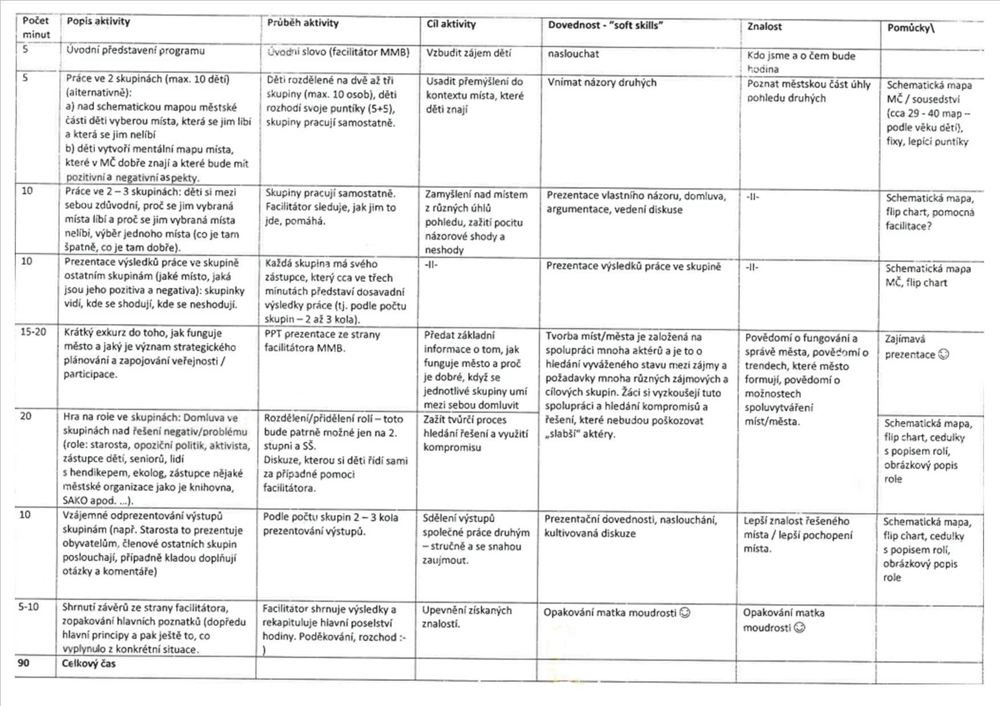 Počet minut
Popis aktivity
Průběh aktivity
Cíl aktivity
Dovednost - “soft skills”
Znalost
Pomůcky\
5
Úvodní představení programu
Úvodní slovo (facilitátor MMB)
Vzbudit zájem dětí
naslouchat
Kdo jsme a o čem bude
hodina
5
Práce ve 2 skupinách (max. 10 dětí)
(alternativně):
a) nad schematickou mapou městské
části děti vyberou místa, která se jim líbí
a která se jim nelíbí
b) děti vytvoří mentální mapu místa,
které v MČ dobře znají a které bude mít
pozitivní a negativní aspekty.
Děti rozdělené na dvě až tři
skupiny (max. 10 osob), děti
rozhodí svoje puntíky (5+5),
skupiny pracují samostatně.
Usadit přemýšlení do
kontextu místa, které
děti znají
Vnímat názory druhých
Poznat městskou část úhly
pohledu druhých
Schematická mapa
MČ / sousedství
(cca 29 - 40 map –
podle věku dětí),
fixy, lepící puntíky
10
Práce ve 2 – 3 skupinách: děti si mezi
sebou zdůvodní, proč se jim vybraná
místa líbí a proč se jim vybraná místa
nelíbí, výběr jednoho místa (co je tam
špatně, co je tam dobře).
Skupiny pracují samostatně.
Facilitátor sleduje, jak jim to
jde, pomáhá.
Zamyšlení nad místem
z různých úhlů
pohledu, zažití pocitu
názorové shody a
neshody
Prezentace vlastního názoru, domluva,
argumentace, vedení diskuse
-II-
Schematická mapa,
flip chart, pomocná
facilitace?
10
Prezentace výsledků práce ve skupině
ostatním skupinám (jaké místo, jaká
jsou jeho pozitiva a negativa): skupinky
vidí, kde se shodují, kde se neshodují.
Každá skupina má svého
zástupce, který cca ve třech
minutách představí dosavadní
výsledky práce (tj. podle počtu
skupin – 2 až 3 kola).
-II-
Prezentace výsledků práce ve skupině
-II-
Schematická mapa
MČ, flip chart
15-20
Krátký exkurz do toho, jak funguje
město a jaký je význam strategického
plánování a zapojování veřejnosti /
participace.
PPT prezentace ze strany
facilitátora MMB.
Předat základní
informace o tom, jak
funguje město a proč
je dobré, když se
jednotlivé skupiny umí
mezi sebou domluvit
Tvorba míst/města je založená na
spolupráci mnoha aktérů a je to o
hledání vyváženého stavu mezi zájmy a
požadavky mnoha různých zájmových a
cílových skupin. Žáci si vyzkoušejí tuto
spolupráci a hledání kompromisů a
řešení, které nebudou poškozovat
„slabší“ aktéry.
Povědomí o fungování a
správě města, povědomí o
trendech, které město
formují, povědomí o
možnostech
spoluvytváření
míst/města.
Zajímavá
prezentace ☺
20
Hra na role ve skupinách: Domluva ve
skupinách nad řešení negativ/problému
(role: starosta, opoziční politik, aktivista,
zástupce dětí, seniorů, lidí
s hendikepem, ekolog, zástupce nějaké
městské organizace jako je knihovna,
SAKO apod. ...).
Rozdělení/přidělení rolí – toto
bude patrně možné jen na 2.
stupni a SŠ.
Diskuze, kterou si děti řídí sami
za případné pomoci
facilitátora.
Zažít tvůrčí proces
hledání řešení a využití
kompromisu
Schematická mapa,
flip chart, cedulky
s popisem rolí,
obrázkový popis
role
10
Vzájemné odprezentování výstupů
skupinám (např. Starosta to prezentuje
obyvatelům, členové ostatních skupin
poslouchají, případně kladou doplňují
otázky a komentáře)
Podle počtu skupin 2 – 3 kola
prezentování výstupů.
Sdělení výstupů
společné práce druhým
– stručně a se snahou
zaujmout.
Prezentační dovednosti, naslouchání,
kultivovaná diskuze
Lepší znalost řešeného
místa / lepší pochopení
místa.
Schematická mapa,
flip chart, cedulky
s popisem rolí,
obrázkový popis
role
5-10
Shrnutí závěrů ze strany facilitátora,
zopakování hlavních poznatků (dopředu
hlavní principy a pak ještě to, co
vyplynulo z konkrétní situace.
Facilitátor shrnuje výsledky a
rekapituluje hlavní poselství
hodiny. Poděkování, rozchod :-
)
Upevnění získaných
znalostí.
Opakování matka moudrosti ☺
Opakování matka
moudrosti ☺
90
Celkový čas